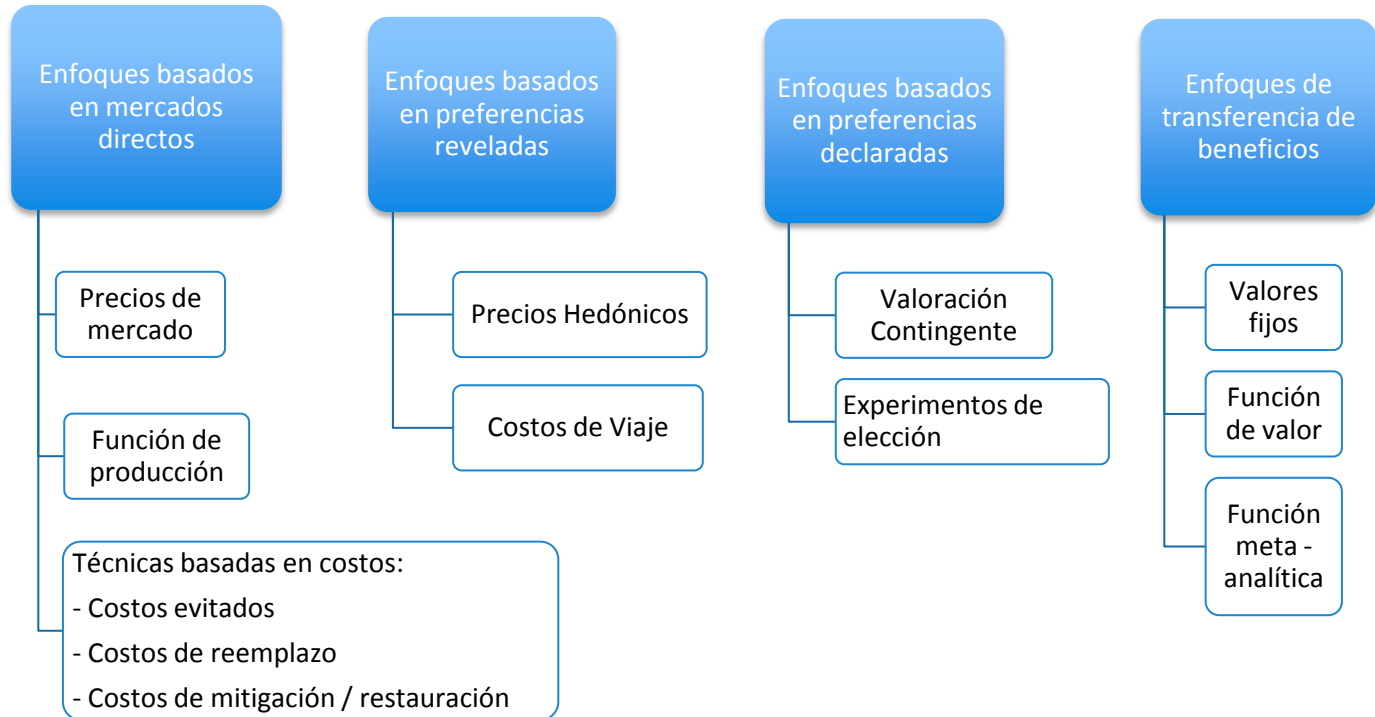 Enfoques basados
en mercados
directos
Precios de
mercado
Función de
producción
Técnicas basadas en costos:
- Costos evitados
- Costos de reemplazo
- Costos de mitigación / restauración
Enfoques basados
en preferencias
reveladas
Precios Hedónicos
Costos de Viaje
Enfoques basados
en preferencias
declaradas
Valoración
Contingente
Experimentos de
elección
Enfoques de
transferencia de
beneficios
Valores
fijos
Función
de valor
Función
meta -
analítica